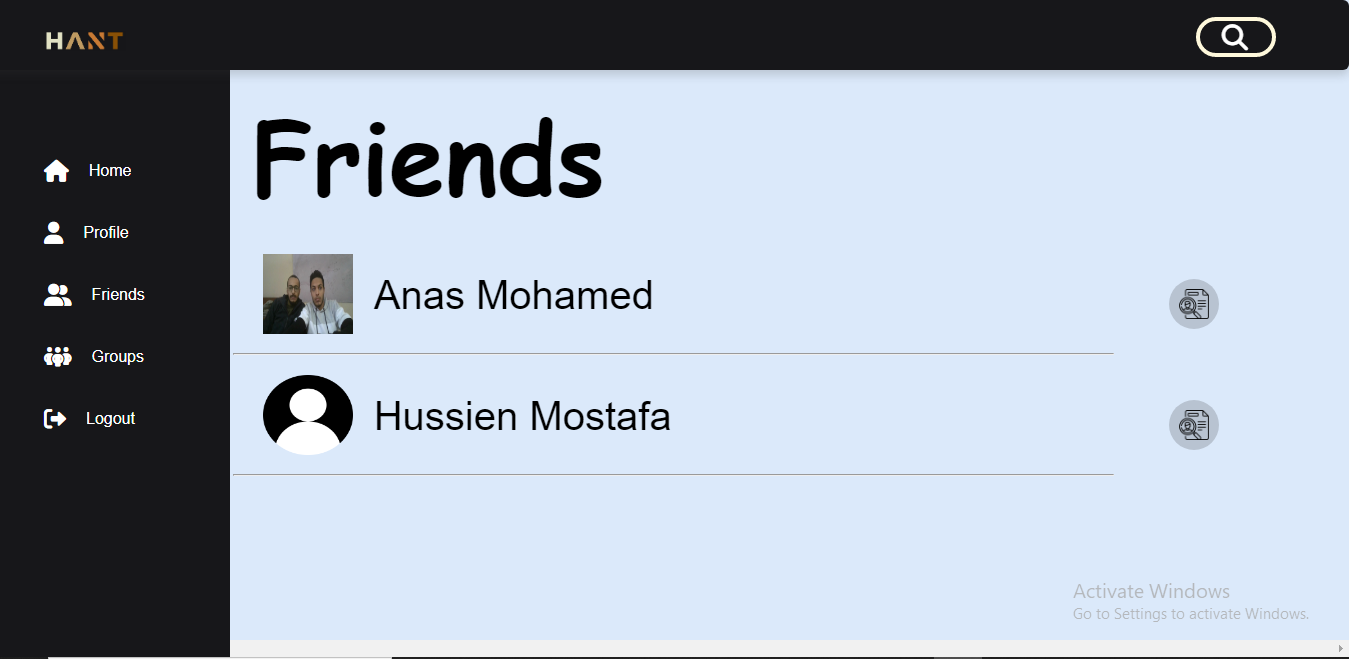 HANT
Home
Profile
Friends
Groups
Logout
Friends
Anas Mohamed
Hussien Mostafa
Activate Windows
Go to Settings to activate Windows.